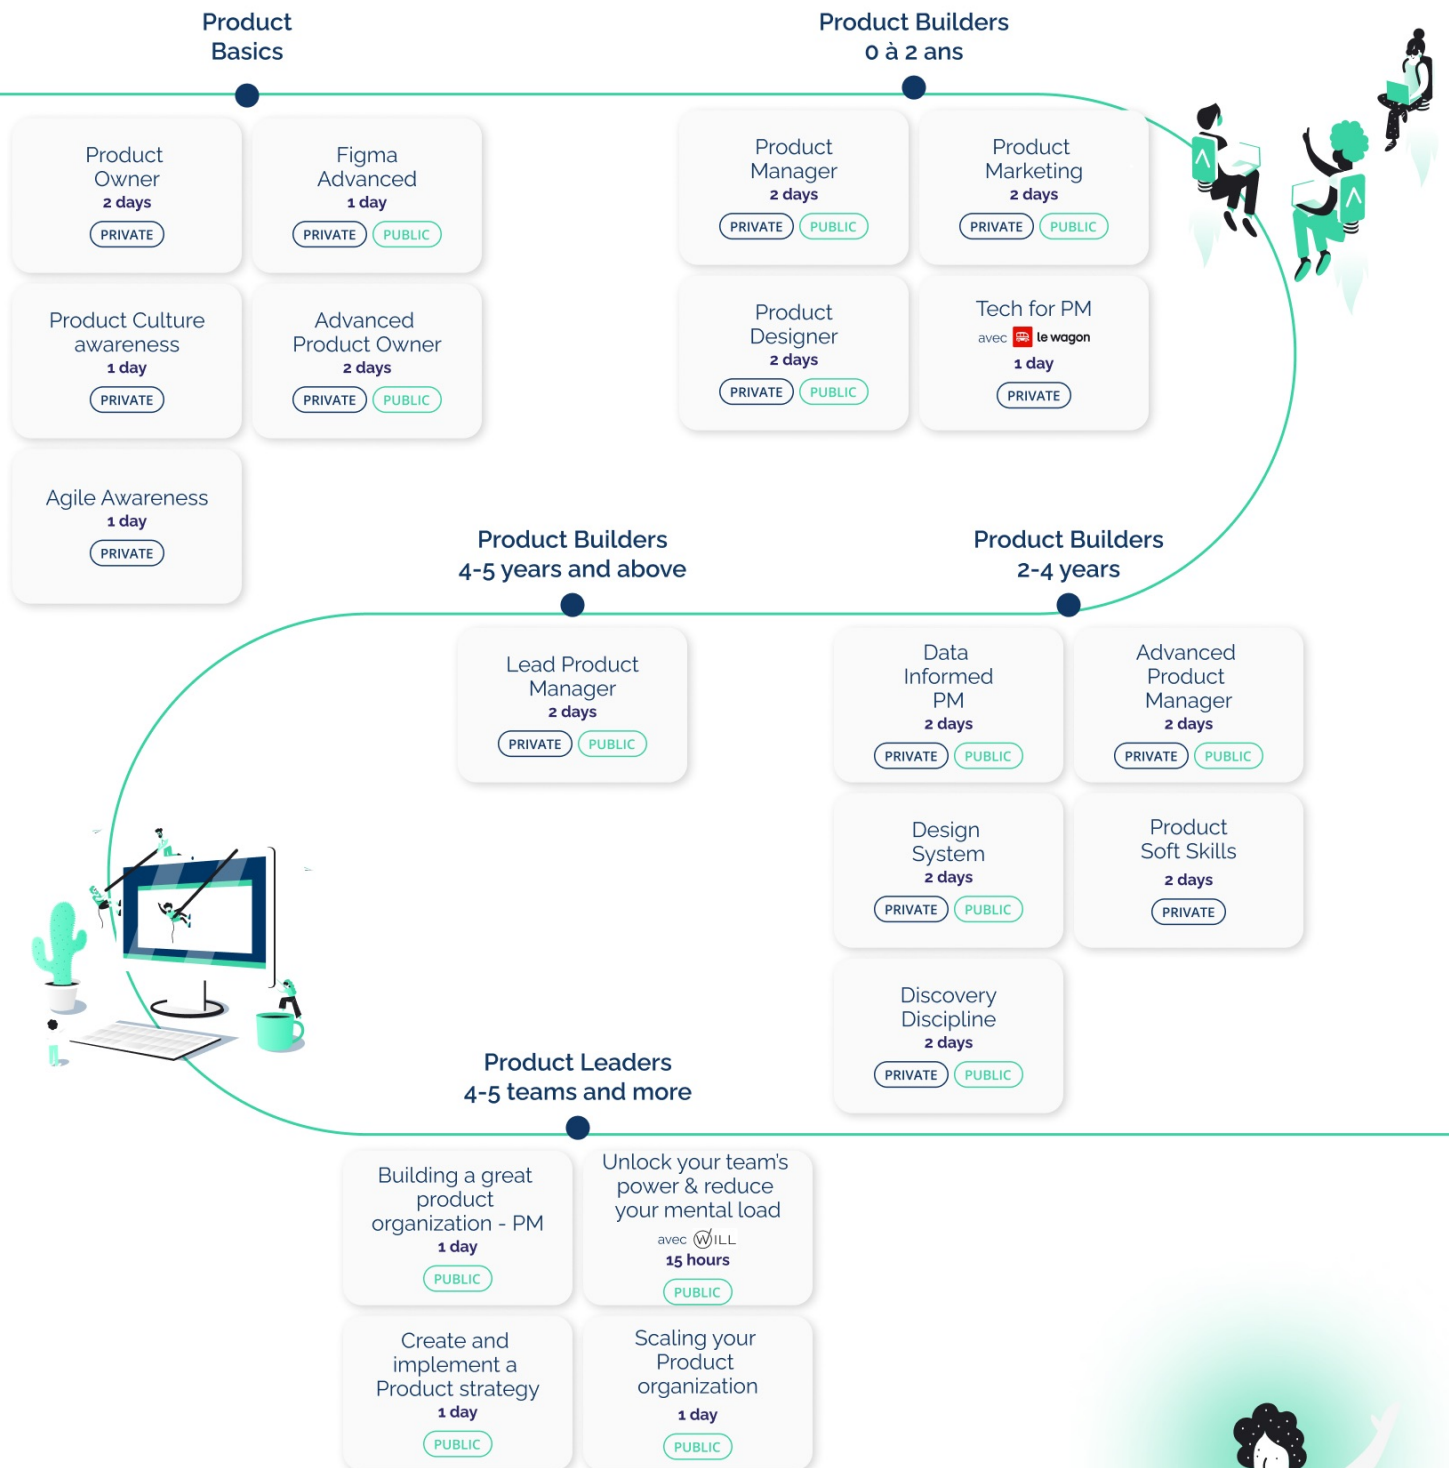 Product
Basics
Product Builders
0 à 2 ans
Product
Owner
2 days
PRIVATE
Figma
Advanced
1 day
PRIVATE PUBLIC
Product Culture
awareness
1 day
PRIVATE
Advanced
Product Owner
2 days
PRIVATE PUBLIC
Agile Awareness
1 day
PRIVATE
Product
Manager
2 days
PRIVATE PUBLIC
Product
Marketing
2 days
PRIVATE PUBLIC
Product
Designer
2 days
PRIVATE PUBLIC
Tech for PM
avec le wagon
1 day
PRIVATE
Product Builders
2-4 years
Data
Informed
PM
2 days
PRIVATE PUBLIC
Advanced
Product
Manager
2 days
PRIVATE PUBLIC
Design
System
2 days
PRIVATE PUBLIC
Product
Soft Skills
2 days
PRIVATE
Discovery
Discipline
2 days
PRIVATE PUBLIC
Product Builders
4-5 years and above
Lead Product
Manager
2 days
PRIVATE PUBLIC
Product Leaders
4-5 teams and more
Building a great
product
organization - PM
1 day
PUBLIC
Unlock your team's
power & reduce
your mental load
avec WILL
15 hours
PUBLIC
Create and
implement a
Product strategy
1 day
PUBLIC
Scaling your
Product
organization
1 day
PUBLIC